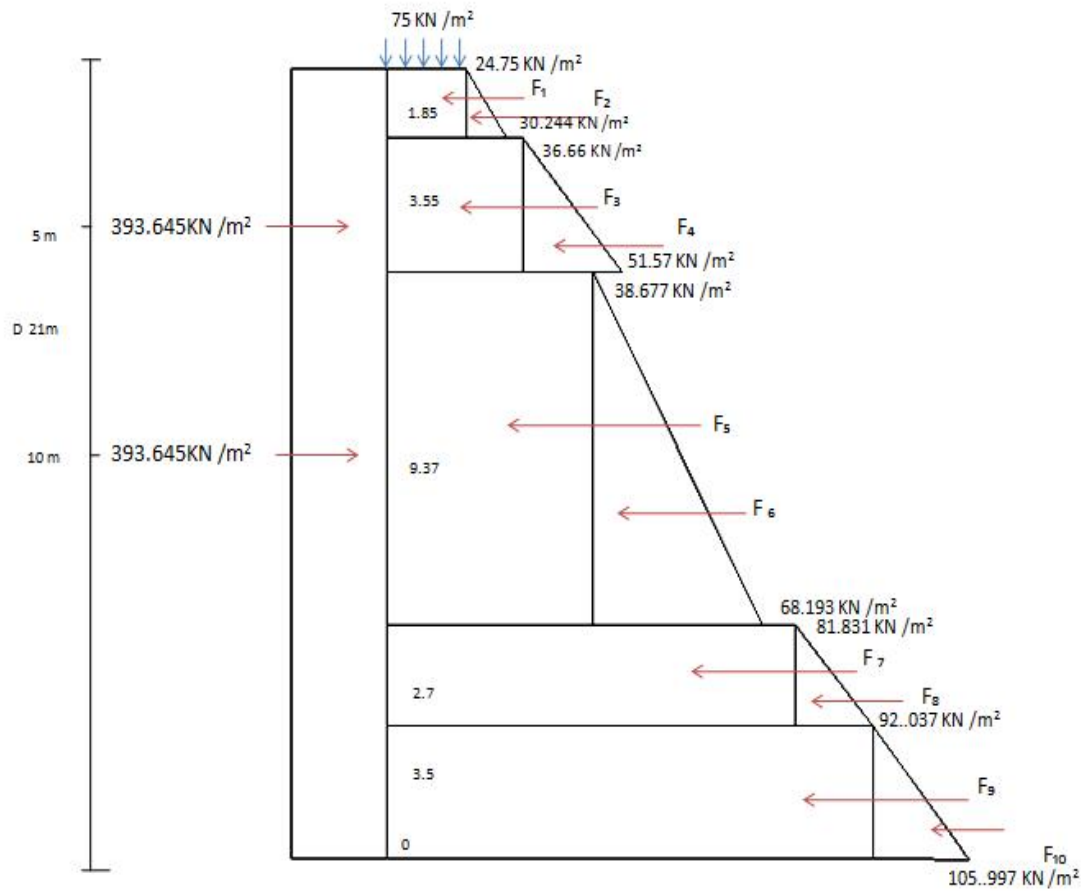 75 KN /m²
24.75 KN /m²
F₁
F₂
1.85
30.244 KN /m²
36.66 KN /m²
3.55
F₃
393.645KN /m²
5 m
F₄
51.57 KN /m²
38.677 KN /m²
D 21m
F₅
393.645KN /m²
10 m
9.37
F ₆
68.193 KN /m²
81.831 KN /m²
F ₇
2.7
F₈
92..037 KN /m²
3.5
F₉
0
F₁₀
105..997 KN /m²